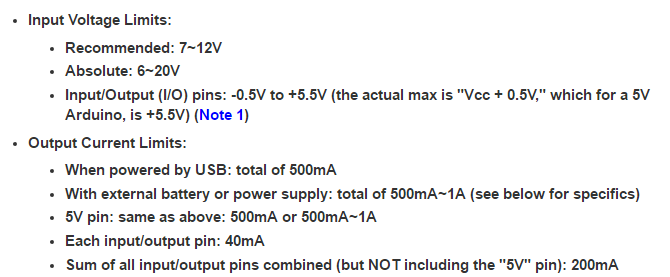 • Input Voltage Limits:
• Recommended: 7~12V
• Absolute: 6~20V
• Input/Output (I/O) pins: -0.5V to +5.5V (the actual max is "Vcc + 0.5V," which for a 5V
Arduino, is +5.5V) (Note 1)
• Output Current Limits:
• When powered by USB: total of 500mA
• With external battery or power supply: total of 500mA~1A (see below for specifics)
• 5V pin: same as above: 500mA or 500mA~1A
• Each input/output pin: 40mA
• Sum of all input/output pins combined (but NOT including the "5V" pin): 200mA